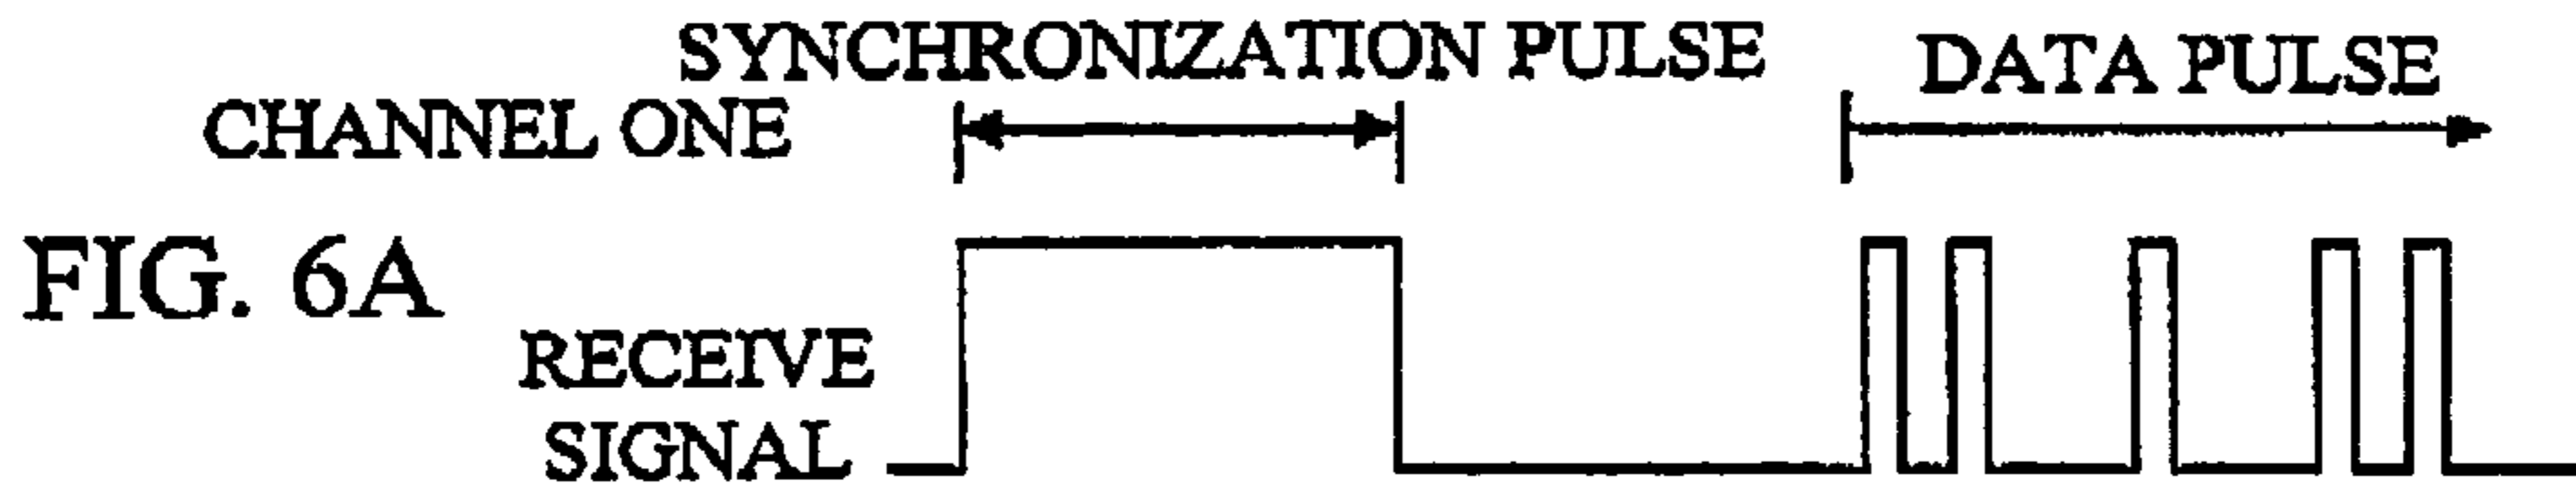 SYNCHRONIZATION PULSE
DATA PULSE
CHANNEL ONE
FIG. 6A
RECEIVE
SIGNAL